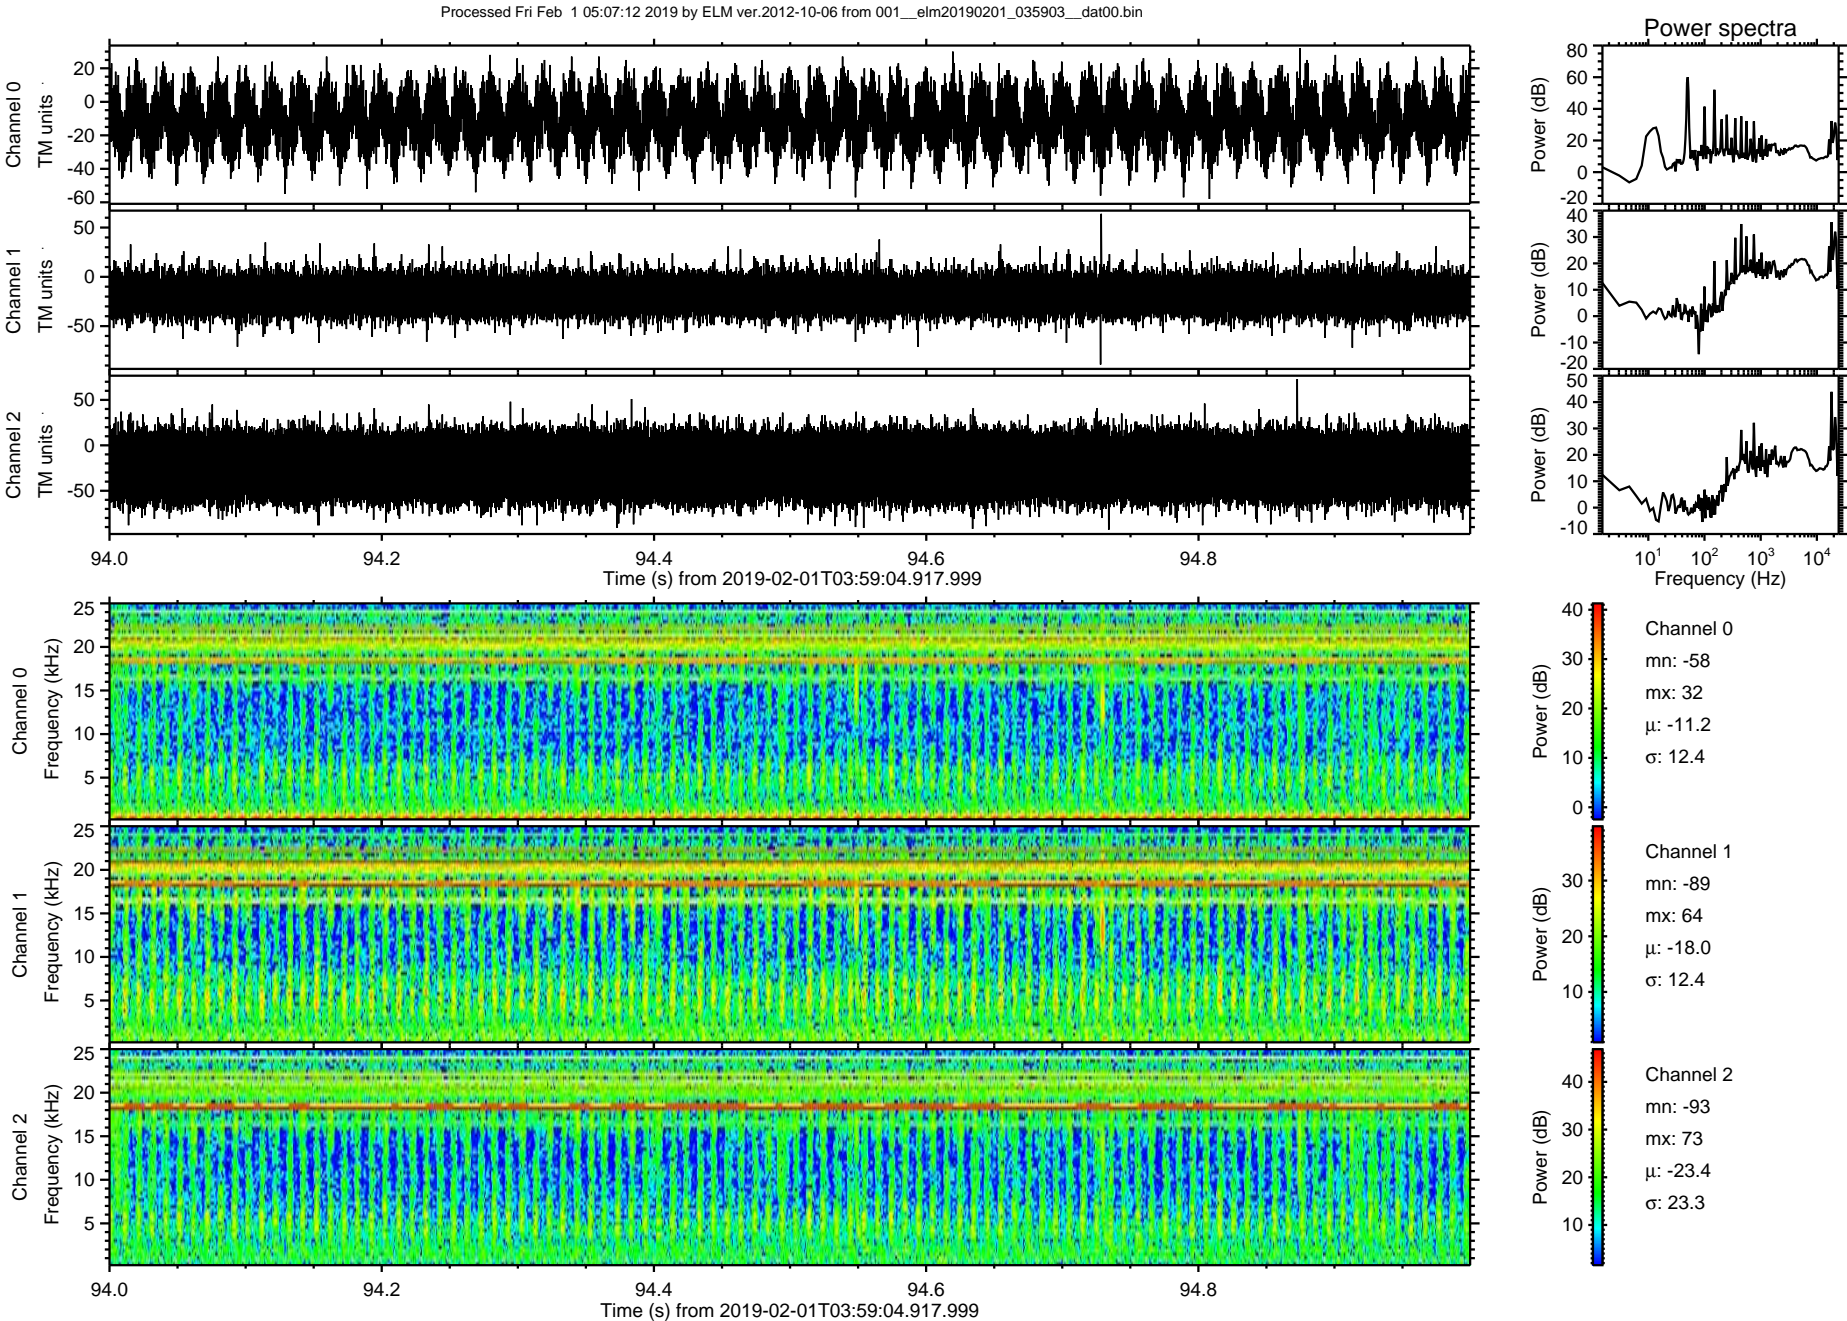 Processed Fri Feb  1 05:07:12 2019 by ELM ver.2012-10-06 from 001__elm20190201_035903__dat00.bin
Power spectra
Channel 0
TM units
20
0
-20
-40
-60
Power (dB)
80
60
40
20
0
-20
Channel 1
TM units
50
0
-50
Power (dB)
40
30
20
10
0
-10
-20
Channel 2
TM units
50
0
-50
Power (dB)
50
40
30
20
10
0
-10
94.0 94.2 94.4 94.6 94.8
Time (s) from 2019-02-01T03:59:04.917.999
10^1 10^2 10^3 10^4
Frequency (Hz)
Channel 0
Frequency (kHz)
25
20
15
10
5
Power (dB)
40
30
20
10
0
Channel 0
mn: -58
mx: 32
μ: -11.2
σ: 12.4
Channel 1
Frequency (kHz)
25
20
15
10
5
Power (dB)
30
20
10
Channel 1
mn: -89
mx: 64
μ: -18.0
σ: 12.4
Channel 2
Frequency (kHz)
25
20
15
10
5
Power (dB)
40
30
20
10
Channel 2
mn: -93
mx: 73
μ: -23.4
σ: 23.3
94.0 94.2 94.4 94.6 94.8
Time (s) from 2019-02-01T03:59:04.917.999